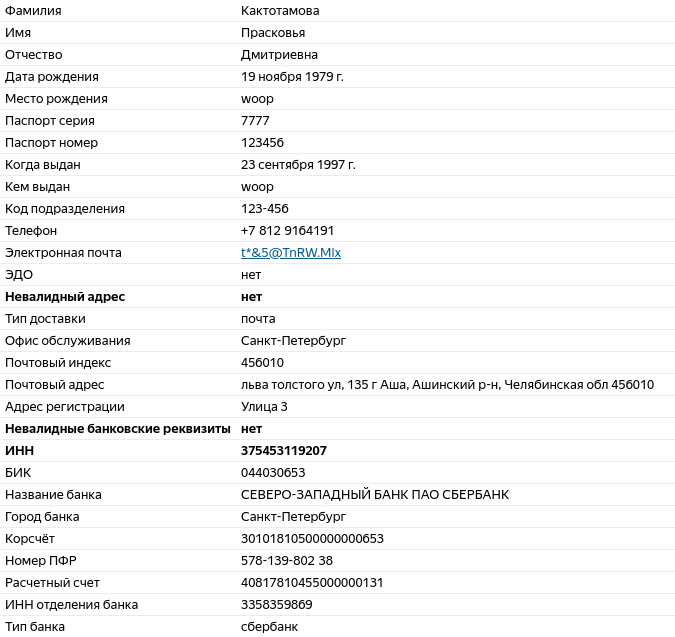 Фамилия Кактотамова
Имя Прасковья
Отчество Дмитриевна
Дата рождения 19 ноября 1979 г.
Место рождения woop
Паспорт серия 7777
Паспорт номер 123456
Когда выдан 23 сентября 1997 г.
Кем выдан woop
Код подразделения 123-456
Телефон +7 812 9164191
Электронная почта t*&5@TnRW.MIx
ЭДО нет
Невалидный адрес нет
Тип доставки почта
Офис обслуживания Санкт-Петербург
Почтовый индекс 456010
Почтовый адрес льва толстого ул, 135 г Аша, Ашинский р-н, Челябинская обл 456010
Адрес регистрации Улица 3
Невалидные банковские реквизиты нет
ИНН 375453119207
БИК 044030653
Название банка СЕВЕРО-ЗАПАДНЫЙ БАНК ПАО СБЕРБАНК
Город банка Санкт-Петербург
Корсчёт 30101810500000000653
Номер ПФР 578-139-802 38
Расчетный счет 40817810455000000131
ИНН отделения банка 3358359869
Тип банка сбербанк